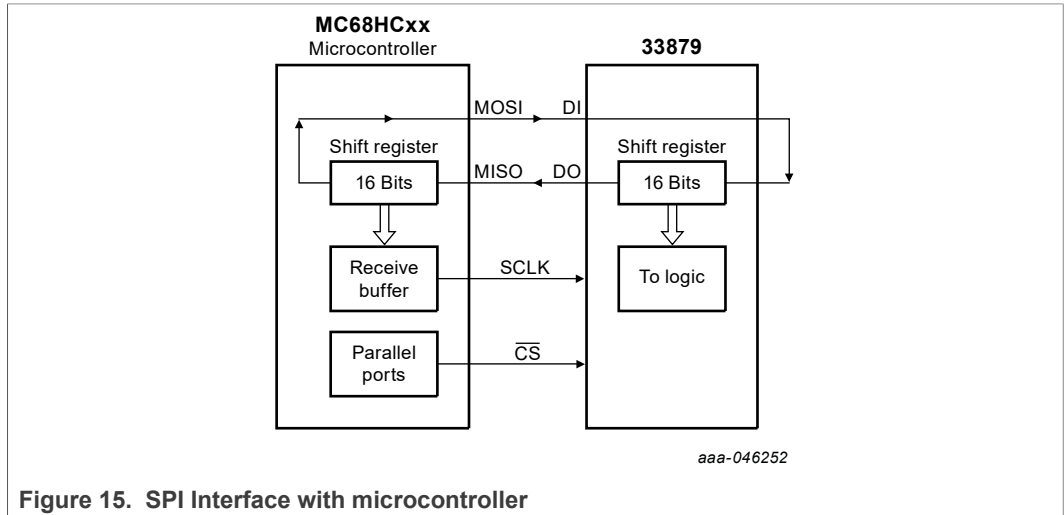 MC68HCxx
Microcontroller
33879
MOSI
DI
Shift register
16 Bits
MISO
DO
Shift register
16 Bits
Receive
buffer
SCLK
To logic
Parallel
ports
CS
aaa-046252
Figure 15. SPI Interface with microcontroller